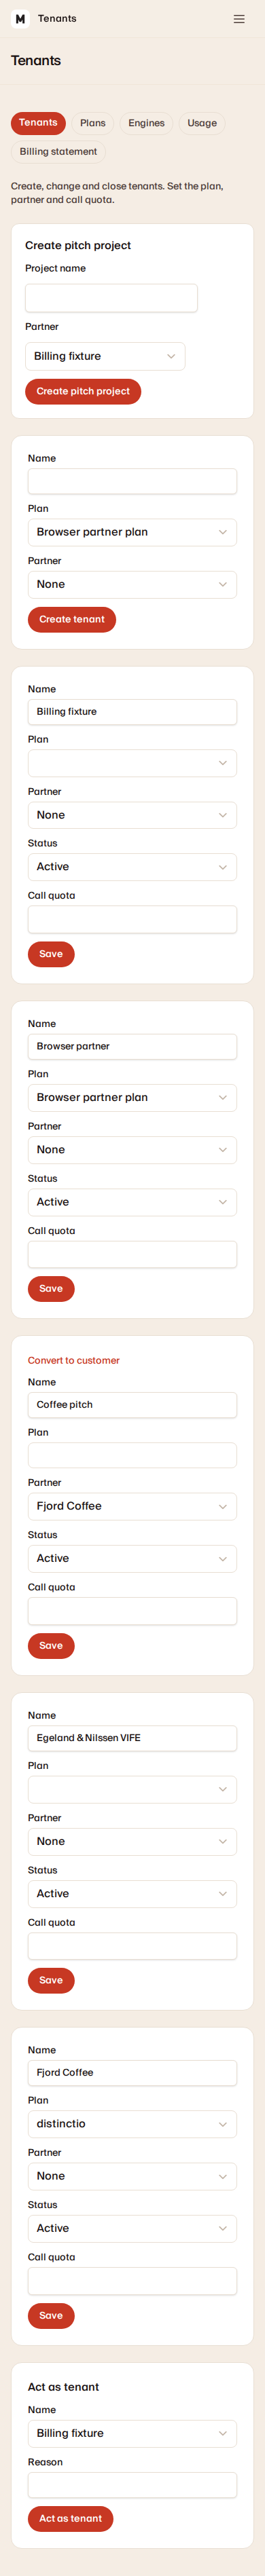 M Tenants
Tenants
Tenants Plans Engines Usage
Billing statement
Create, change and close tenants. Set the plan,
partner and call quota.
Create pitch project
Project name
Partner
Billing fixture
Create pitch project
Name
Plan
Browser partner plan
Partner
None
Create tenant
Name
Billing fixture
Plan
Partner
None
Status
Active
Call quota
Save
Name
Browser partner
Plan
Browser partner plan
Partner
None
Status
Active
Call quota
Save
Convert to customer
Name
Coffee pitch
Plan
Partner
Fjord Coffee
Status
Active
Call quota
Save
Name
Egeland & Nilssen VIFE
Plan
Partner
None
Status
Active
Call quota
Save
Name
Fjord Coffee
Plan
distinctio
Partner
None
Status
Active
Call quota
Save
Act as tenant
Name
Billing fixture
Reason
Act as tenant